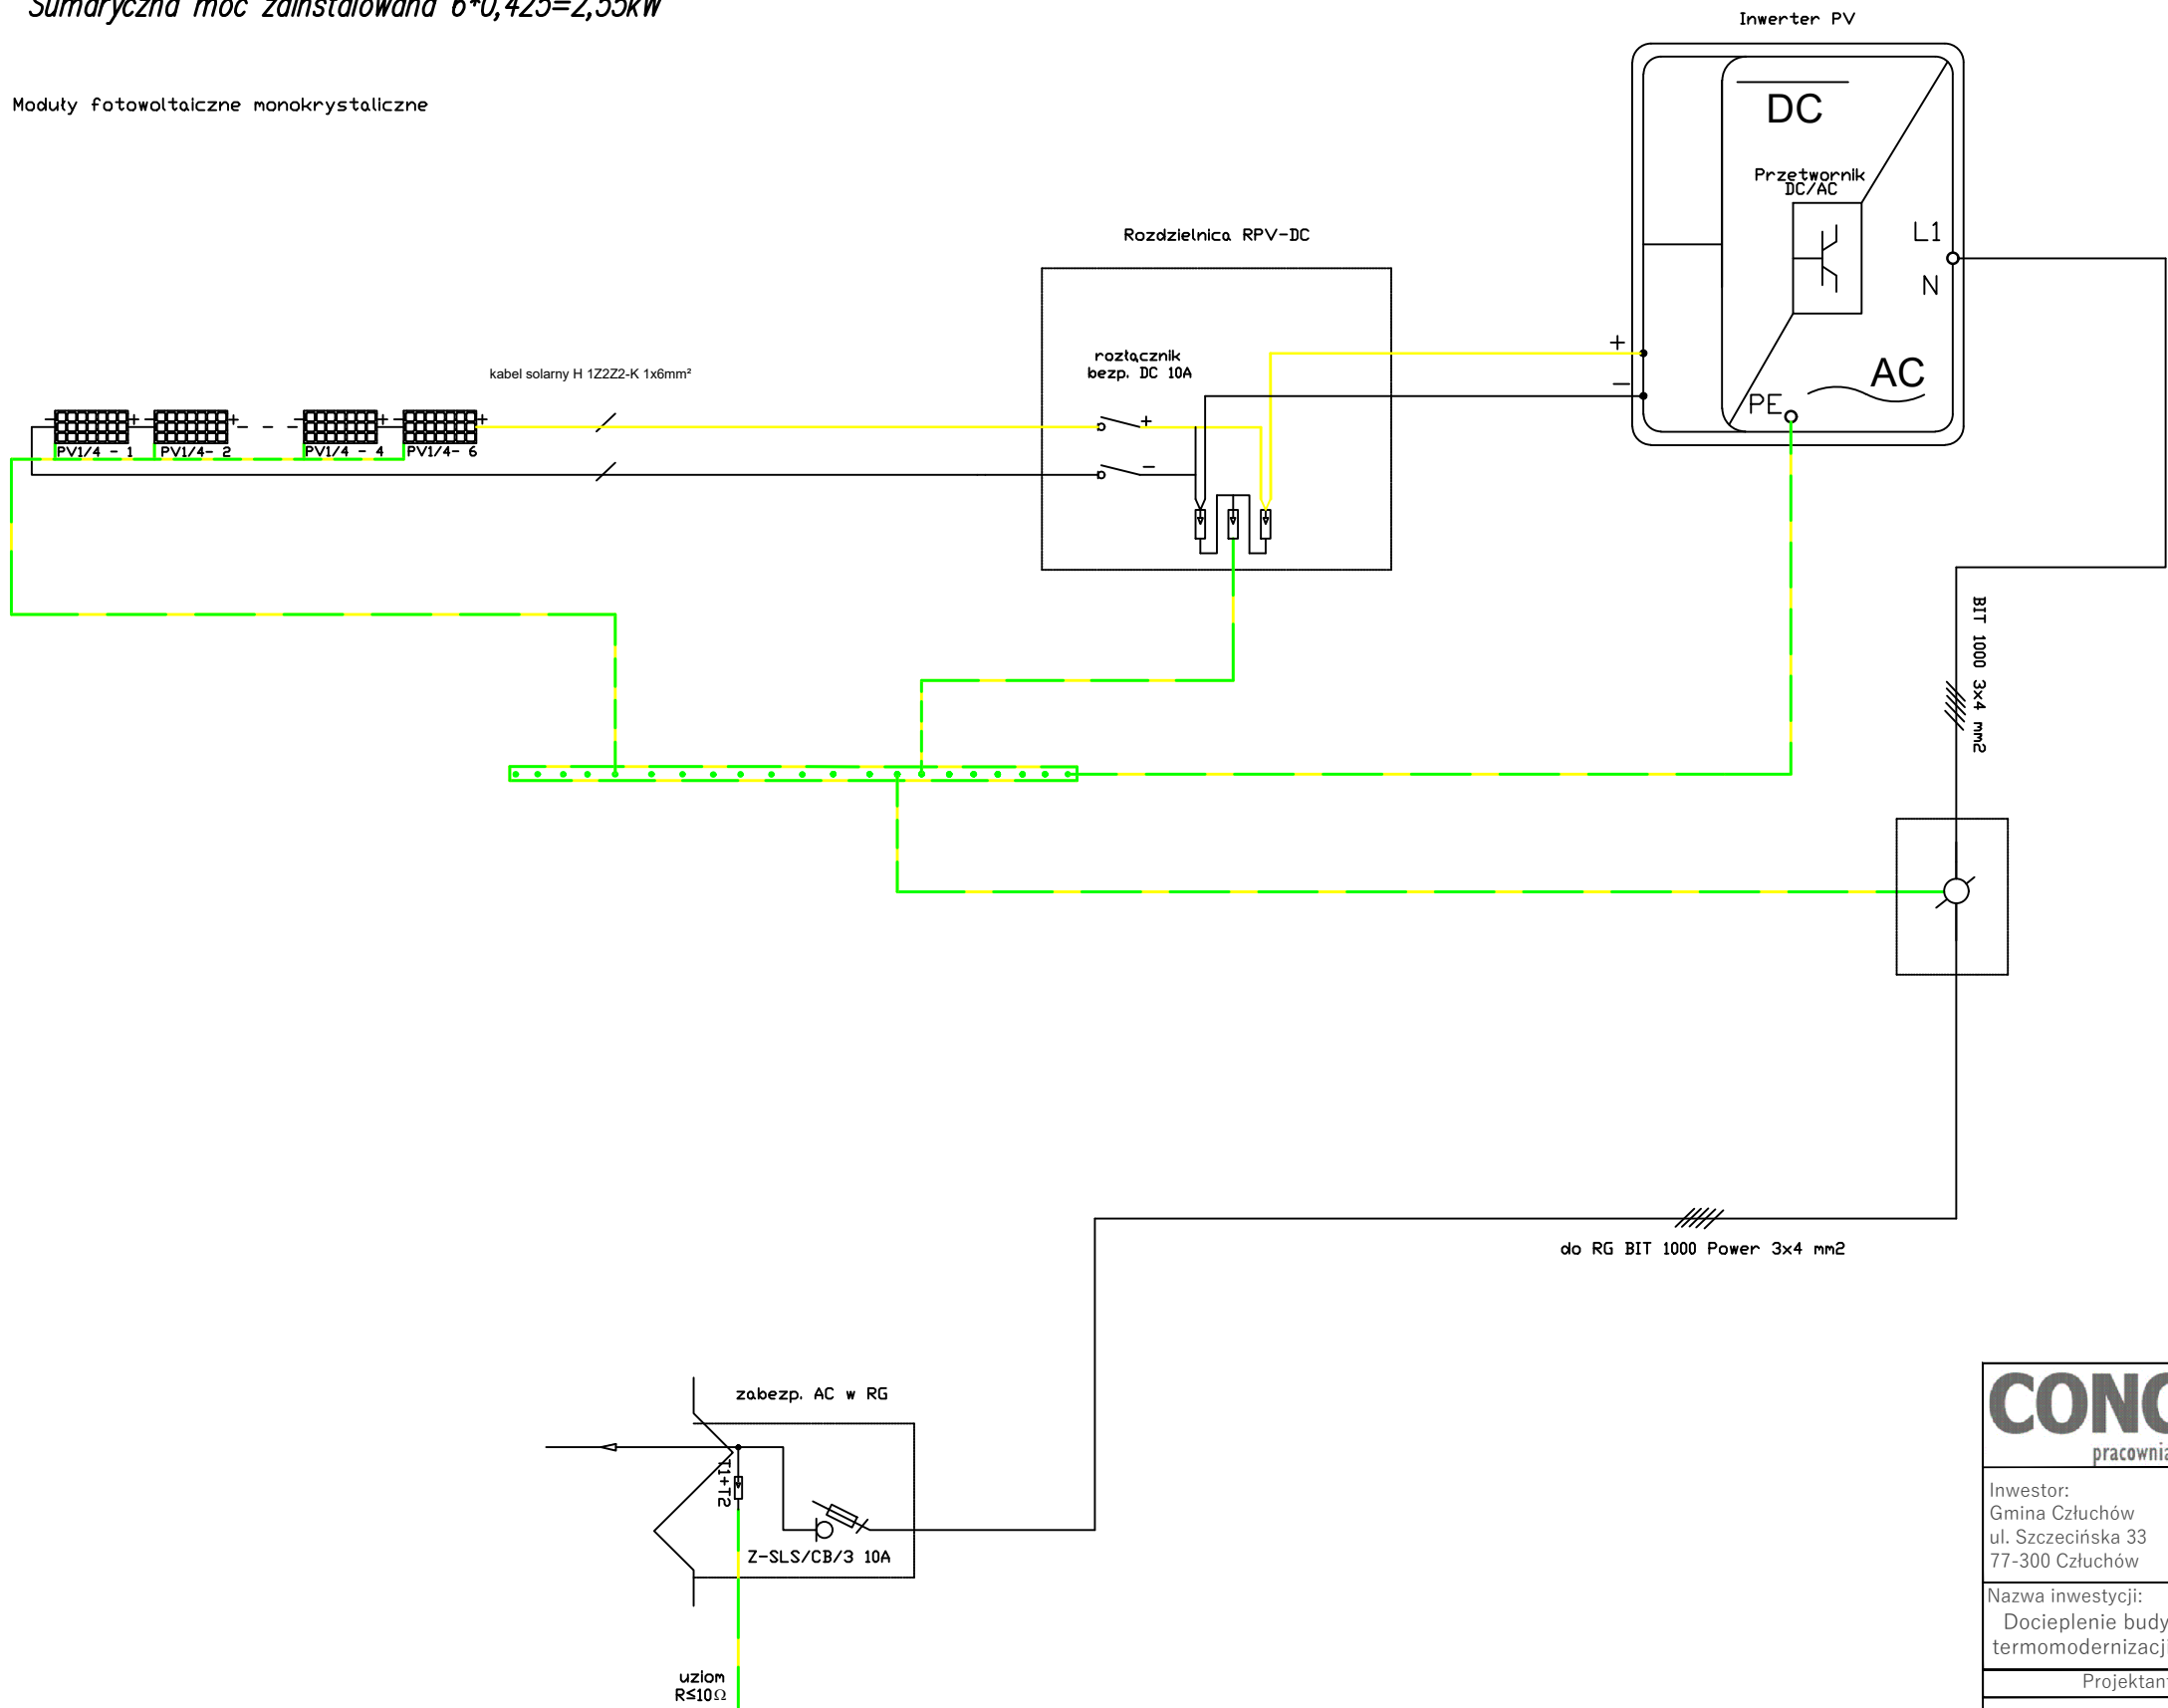 Sumaryczna moc zainstalowana 6*0,425=2,55kW
Inwerter PV
Moduły fotowoltaiczne monokrystaliczne
DC
Przetwornik
DC/AC
L1
N
Rozdzielnica RPV-DC
rozłącznik
bezp. DC 10A
+
−
AC
PE
kabel solarny H 1Z2Z2-K 1x6mm²
- + - + - - - - + +
PV1/4 - 1 PV1/4- 2 PV1/4 - 4 PV1/4- 6
+
−
BIT 1000 3x4 mm2
do RG BIT 1000 Power 3x4 mm2
zabezp. AC w RG
T1+T2
Z-SLS/CB/3 10A
uziom
R≤10Ω
pracownia
Inwestor:
Gmina Człuchów
ul. Szczecińska 33
77-300 Człuchów
Nazwa inwestycji:
Docieplenie budy
termomodernizacji
Projektant